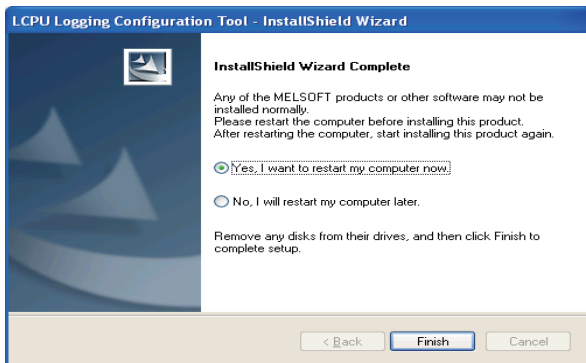 LCPU Logging Configuration Tool - InstallShield Wizard
InstallShield Wizard Complete
Any of the MELSOFT products or other software may not be
installed normally.
Please restart the computer before installing this product.
After restarting the computer, start installing this product again.
Yes, I want to restart my computer now.
No, I will restart my computer later.
Remove any disks from their drives, and then click Finish to
complete setup.
< Back
Finish
Cancel